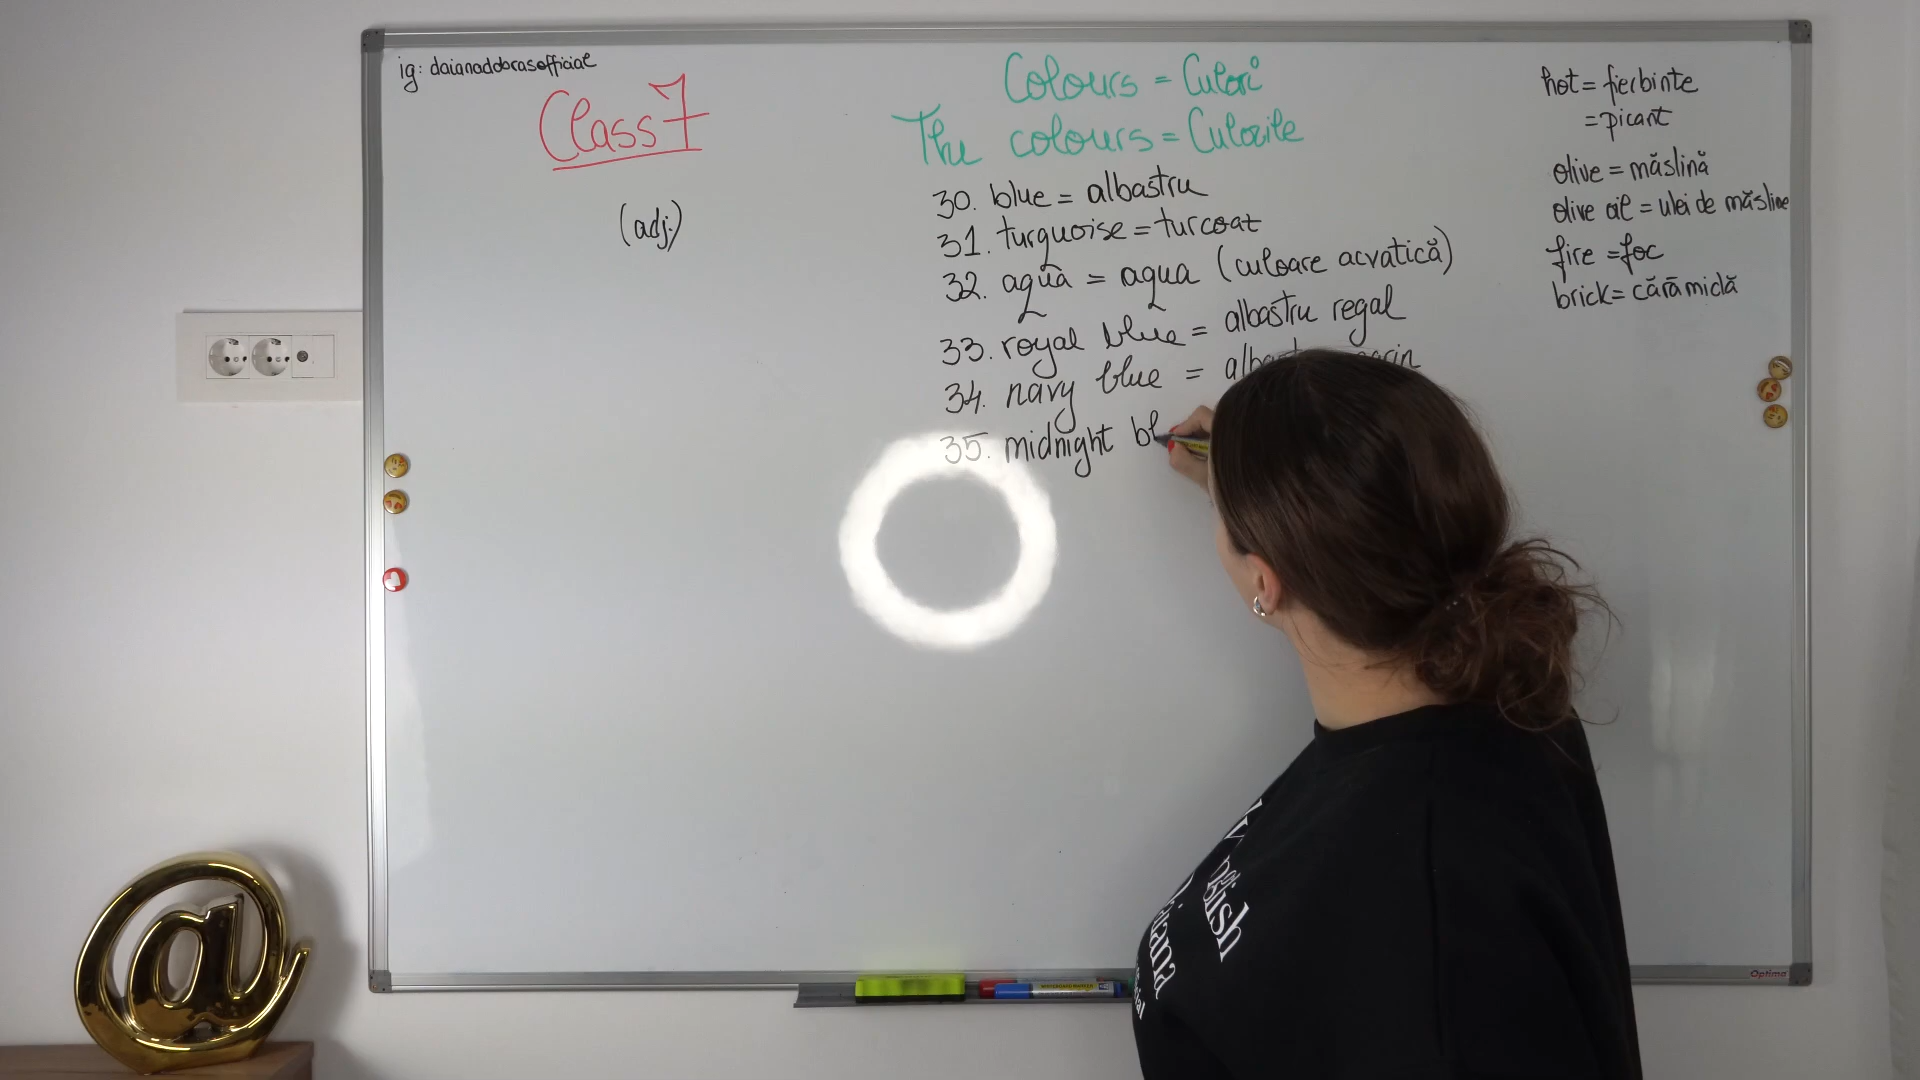 ig: daianaddobrasofficial
Class 7
(adj.)
Colours = Culori
The colours = Culorile
30. blue = albastru
31. turquoise = turcoat
32. aqua = aqua (culoare acvatică)
33. royal blue = albastru regal
34. navy blue =
35. midnight bl
hot = fierbinte
= picant
olive = măslină
olive oil = ulei de măsline
fire = foc
brick = cărămidă
Optima